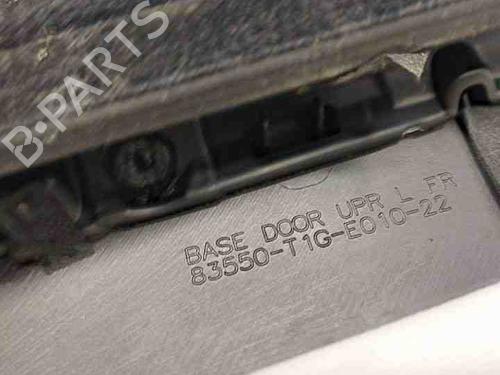 B-PARTS
BASE DOOR UPR L FR
83550-T1G-E010-22